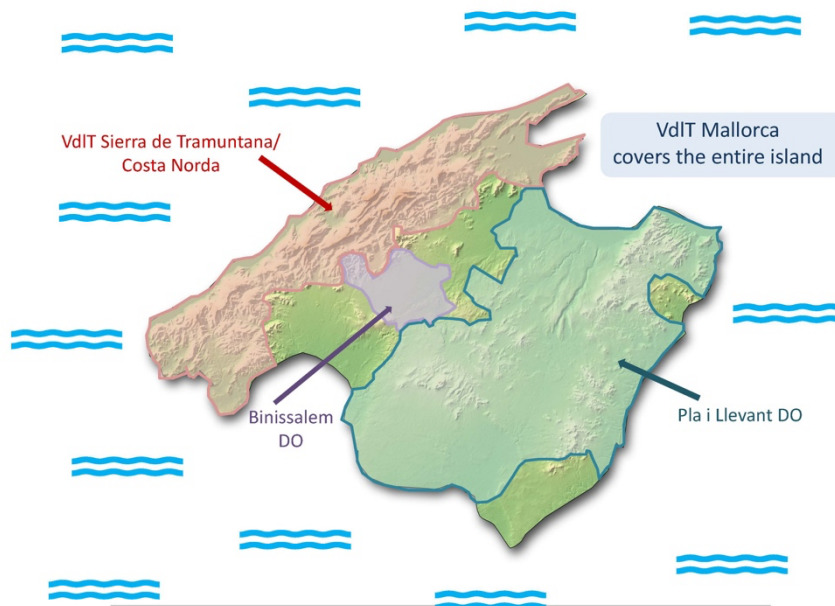 VdlT Sierra de Tramuntana/
Costa Norda
VdlT Mallorca
covers the entire island
Binissalem
DO
Pla i Llevant DO